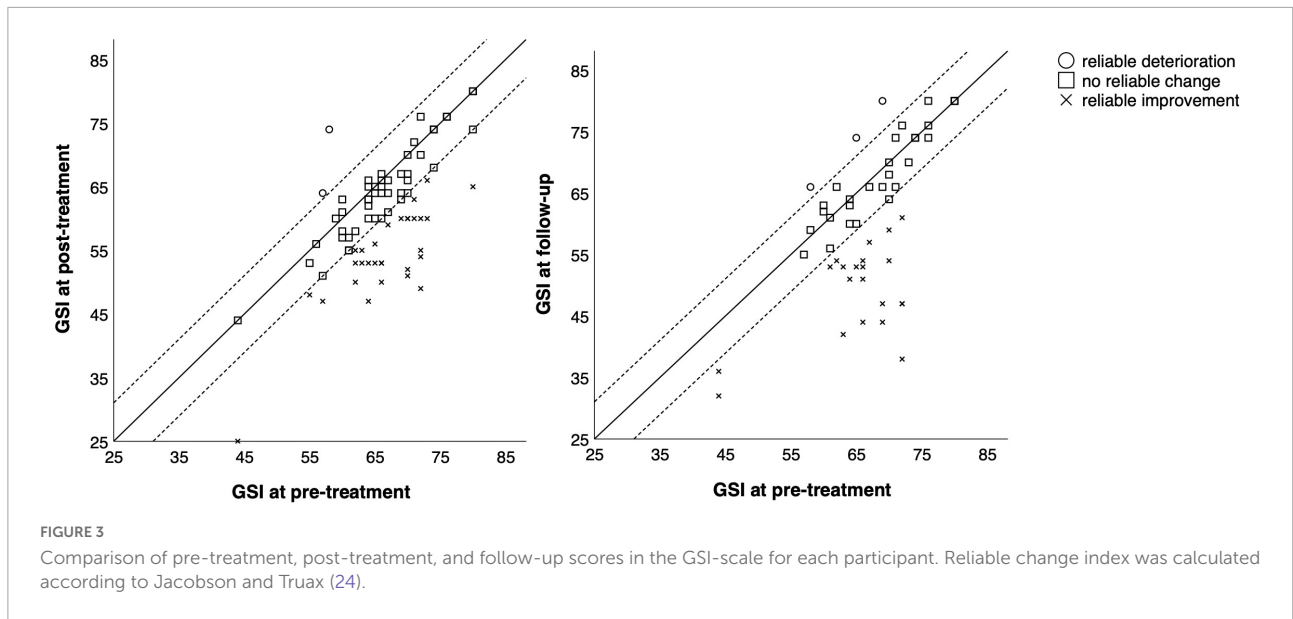 85
75
65
55
45
35
25
25 35 45 55 65 75 85
GSI at post-treatment
GSI at pre-treatment
85
75
65
55
45
35
25
25 35 45 55 65 75 85
GSI at follow-up
GSI at pre-treatment
reliable deterioration
no reliable change
reliable improvement
FIGURE 3
Comparison of pre-treatment, post-treatment, and follow-up scores in the GSI-scale for each participant. Reliable change index was calculated
according to Jacobson and Truax (24).